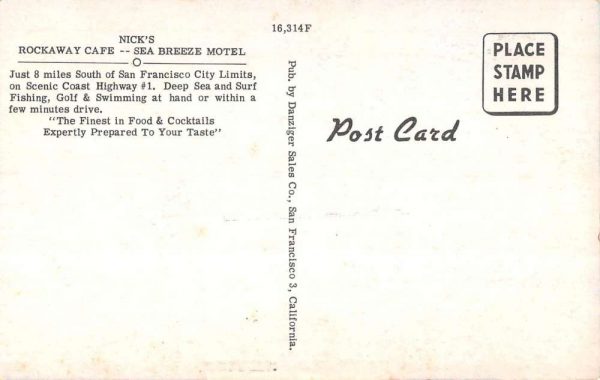 16,314F
NICK'S
ROCKAWAY CAFE -- SEA BREEZE MOTEL
Just 8 miles South of San Francisco City Limits,
on Scenic Coast Highway #1. Deep Sea and Surf
Fishing, Golf & Swimming at hand or within a
few minutes drive.
"The Finest in Food & Cocktails
Expertly Prepared To Your Taste"
Pub. by Danziger Sales Co., San Francisco 3, California.
Post Card
PLACE
STAMP
HERE